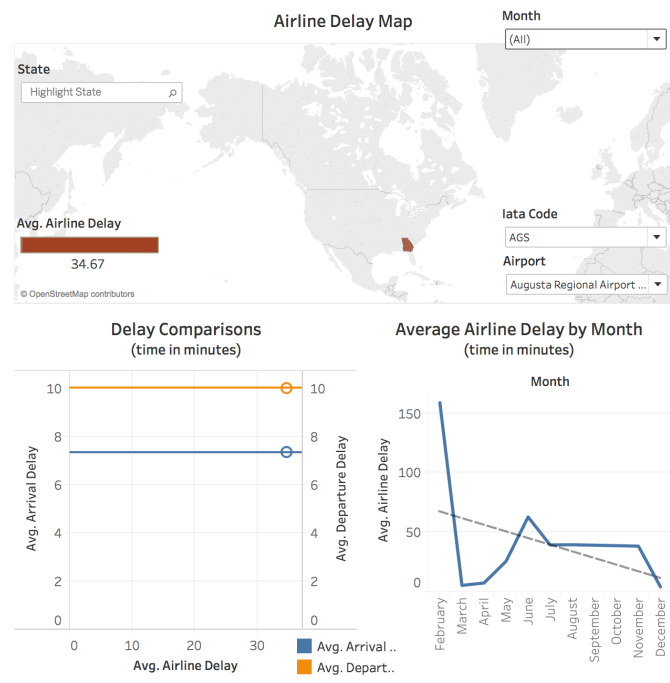 Airline Delay Map
Month
(All)
State
Highlight State
Avg. Airline Delay
34.67
Iata Code
AGS
Airport
Augusta Regional Airport ...
© OpenStreetMap contributors
Delay Comparisons
(time in minutes)
10
8
6
4
2
0
Avg. Arrival Delay
10
8
6
4
2
0
Avg. Departure Delay
0 10 20 30
Avg. Airline Delay
Avg. Arrival ..
Avg. Depart..
Average Airline Delay by Month
(time in minutes)
Month
150
100
50
0
Avg. Airline Delay
February
March
April
May
June
July
August
September
October
November
December